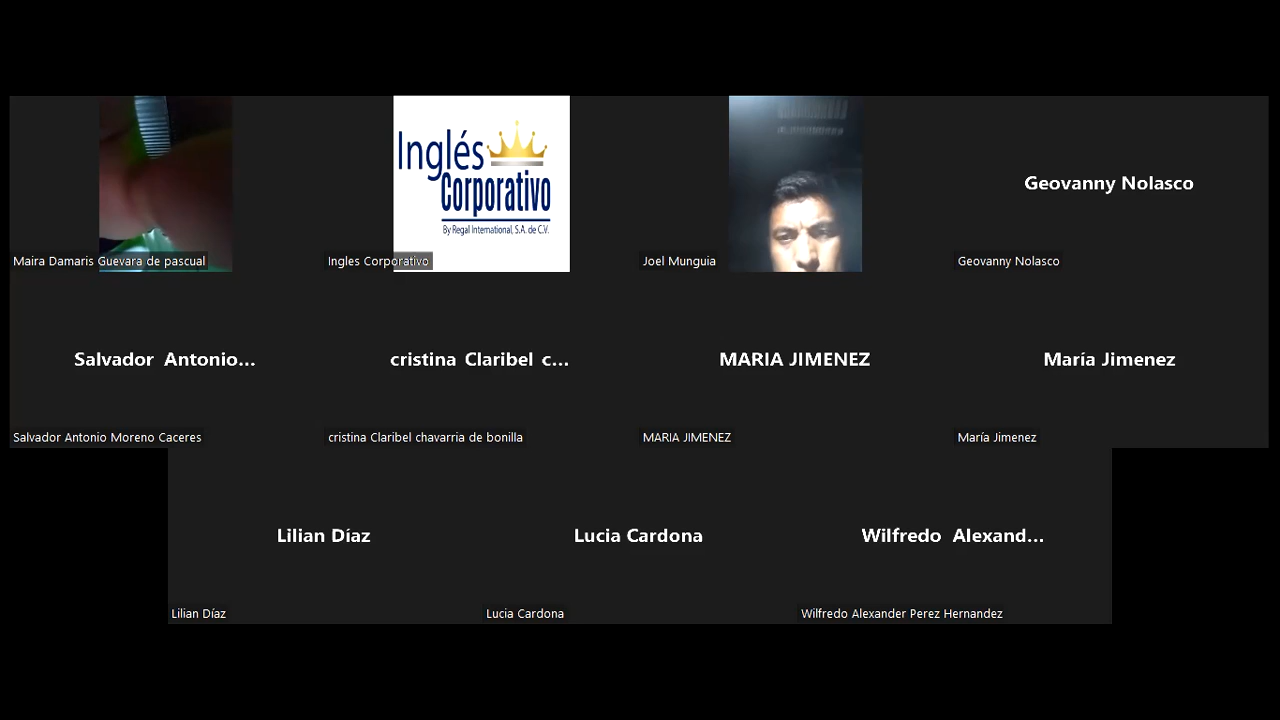 Inglés
Corporativo
By Regal International, S.A. de C.V.
Geovanny Nolasco
Maira Damaris Guevara de pascual
Ingles Corporativo
Joel Munguia
Geovanny Nolasco
Salvador Antonio...
cristina Claribel c...
MARIA JIMENEZ
María Jimenez
Salvador Antonio Moreno Caceres
cristina Claribel chavarria de bonilla
MARIA JIMENEZ
María Jimenez
Lilian Díaz
Lucia Cardona
Wilfredo Alexand...
Lilian Díaz
Lucia Cardona
Wilfredo Alexander Perez Hernandez